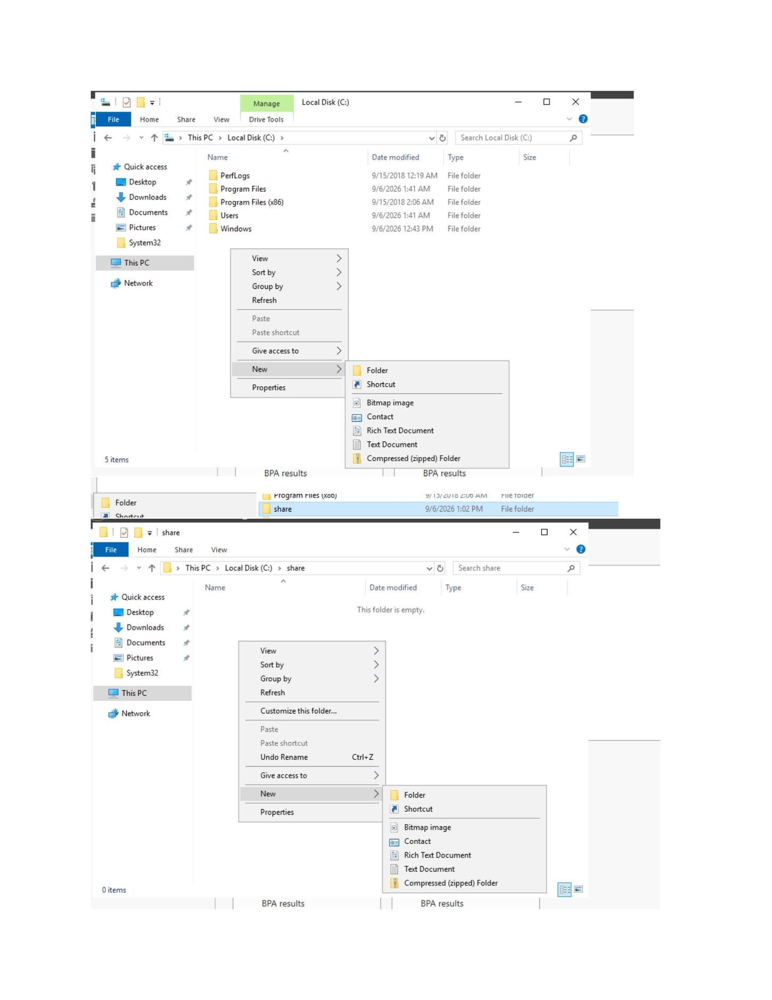 Manage Local Disk (C:)
File Home Share View Drive Tools
This PC Local Disk (C:) Search Local Disk (C:)
Name Date modified Type Size
Quick access
Desktop
Downloads
Documents
Pictures
System32
This PC
Network
PerfLogs 9/15/2018 12:19 AM File folder
Program Files 9/6/2026 1:41 AM File folder
Program Files (x86) 9/15/2018 2:06 AM File folder
Users 9/6/2026 1:41 AM File folder
Windows 9/6/2026 12:43 PM File folder
View
Sort by
Group by
Refresh
Paste
Paste shortcut
Give access to
New
Properties
Folder
Shortcut
Bitmap image
Contact
Rich Text Document
Text Document
Compressed (zipped) Folder
5 items
BPA results BPA results
Folder
Shortcut
Program Files (x86) 9/15/2018 2:06 AM File folder
share 9/6/2026 1:02 PM File folder
share
File Home Share View
This PC Local Disk (C:) share Search share
Name Date modified Type Size
Quick access
Desktop
Downloads
Documents
Pictures
System32
This PC
Network
This folder is empty.
View
Sort by
Group by
Refresh
Customize this folder...
Paste
Paste shortcut
Undo Rename Ctrl+Z
Give access to
New
Properties
Folder
Shortcut
Bitmap image
Contact
Rich Text Document
Text Document
Compressed (zipped) Folder
0 items
BPA results BPA results